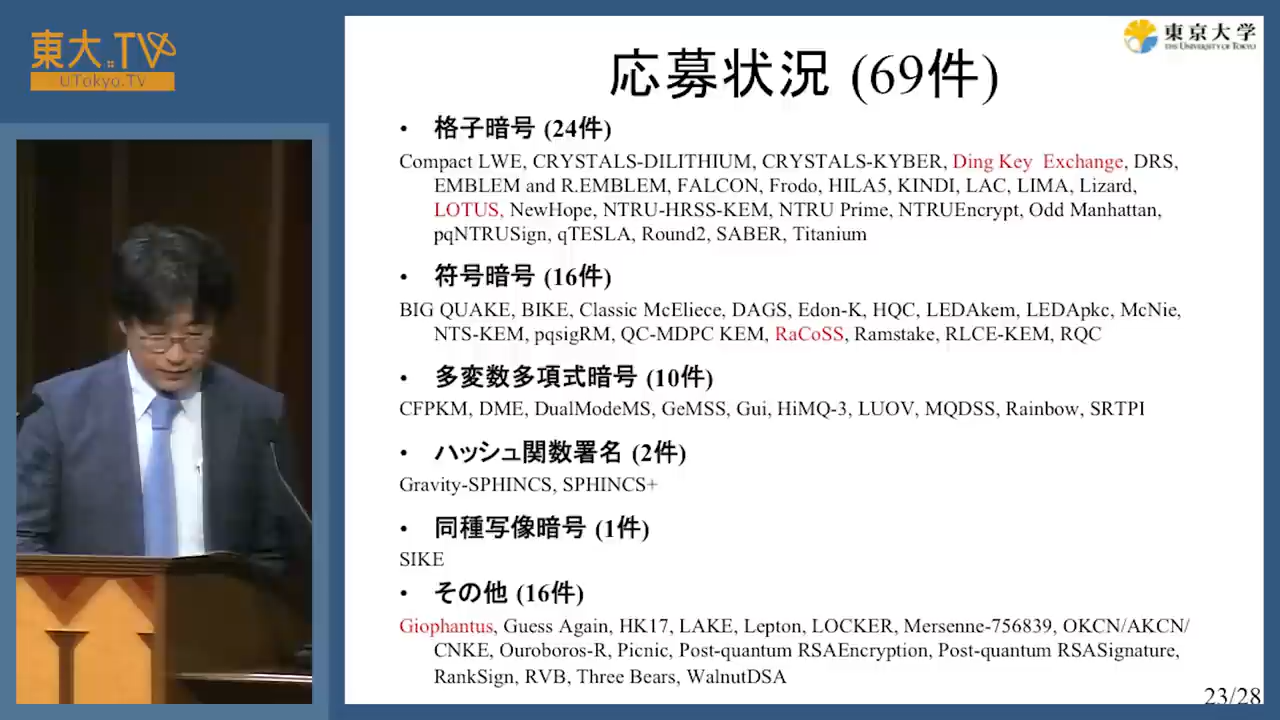 東大.TV
UTokyo.TV
東京大学
THE UNIVERSITY OF TOKYO
応募状況 (69件)
• 格子暗号 (24件)
Compact LWE, CRYSTALS-DILITHIUM, CRYSTALS-KYBER, Ding Key Exchange, DRS,
EMBLEM and R.EMBLEM, FALCON, Frodo, HILA5, KINDI, LAC, LIMA, Lizard,
LOTUS, NewHope, NTRU-HRSS-KEM, NTRU Prime, NTRUEncrypt, Odd Manhattan,
pqNTRUSign, qTESLA, Round2, SABER, Titanium
• 符号暗号 (16件)
BIG QUAKE, BIKE, Classic McEliece, DAGS, Edon-K, HQC, LEDAkem, LEDApkc, McNie,
NTS-KEM, pqsigRM, QC-MDPC KEM, RaCoSS, Ramstake, RLCE-KEM, RQC
• 多変数多項式暗号 (10件)
CFPKM, DME, DualModeMS, GeMSS, Gui, HiMQ-3, LUOV, MQDSS, Rainbow, SRTPI
• ハッシュ関数署名 (2件)
Gravity-SPHINCS, SPHINCS+
• 同種写像暗号 (1件)
SIKE
• その他 (16件)
Giophantus, Guess Again, HK17, LAKE, Lepton, LOCKER, Mersenne-756839, OKCN/AKCN/
CNKE, Ouroboros-R, Picnic, Post-quantum RSAEncryption, Post-quantum RSASignature,
RankSign, RVB, Three Bears, WalnutDSA
23/28